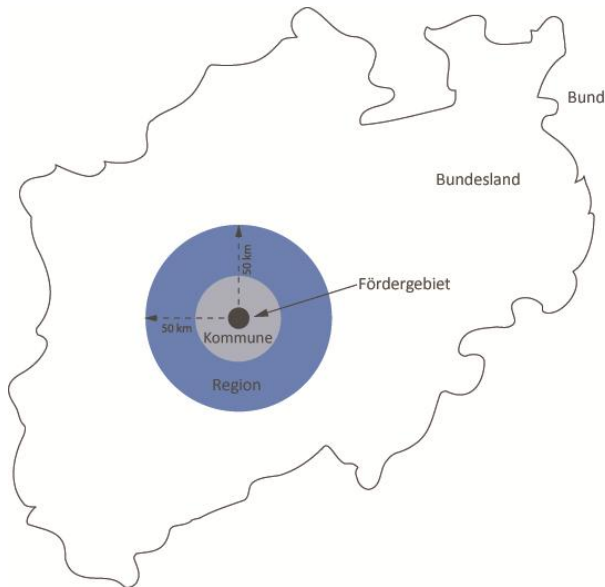 Bund
Bundesland
50 km
Fördergebiet
50 km
Kommune
Region